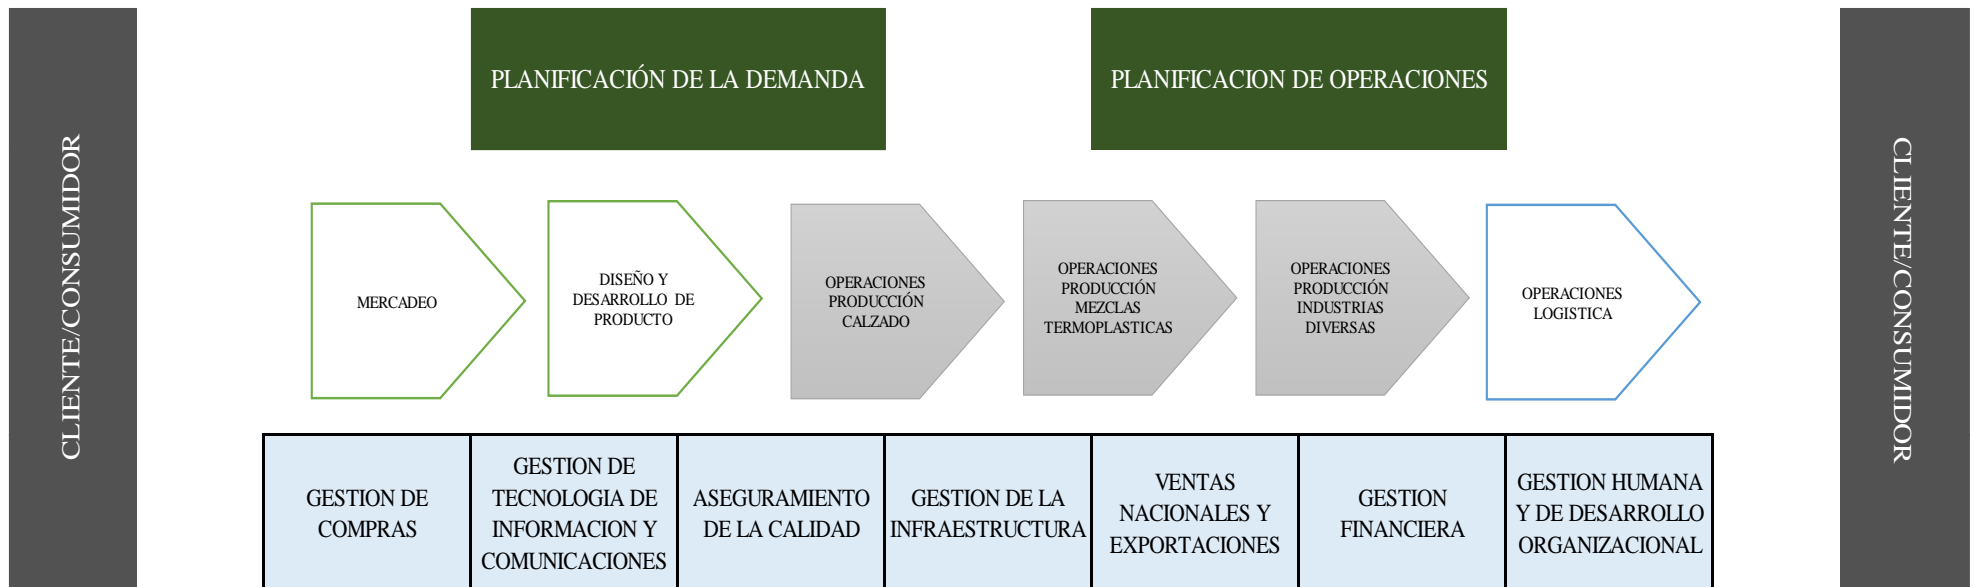 CLIENTE/CONSUMIDOR
PLANIFICACIÓN DE LA DEMANDA
PLANIFICACION DE OPERACIONES
MERCADEO
DISEÑO Y
DESARROLLO DE
PRODUCTO
OPERACIONES
PRODUCCIÓN
CALZADO
OPERACIONES
PRODUCCIÓN
MEZCLAS
TERMOPLASTICAS
OPERACIONES
PRODUCCIÓN
INDUSTRIAS
DIVERSAS
OPERACIONES
LOGISTICA
GESTION DE
COMPRAS
GESTION DE
TECNOLOGIA DE
INFORMACION Y
COMUNICACIONES
ASEGURAMIENTO
DE LA CALIDAD
GESTION DE LA
INFRAESTRUCTURA
VENTAS
NACIONALES Y
EXPORTACIONES
GESTION
FINANCIERA
GESTION HUMANA
Y DE DESARROLLO
ORGANIZACIONAL
CLIENTE/CONSUMIDOR